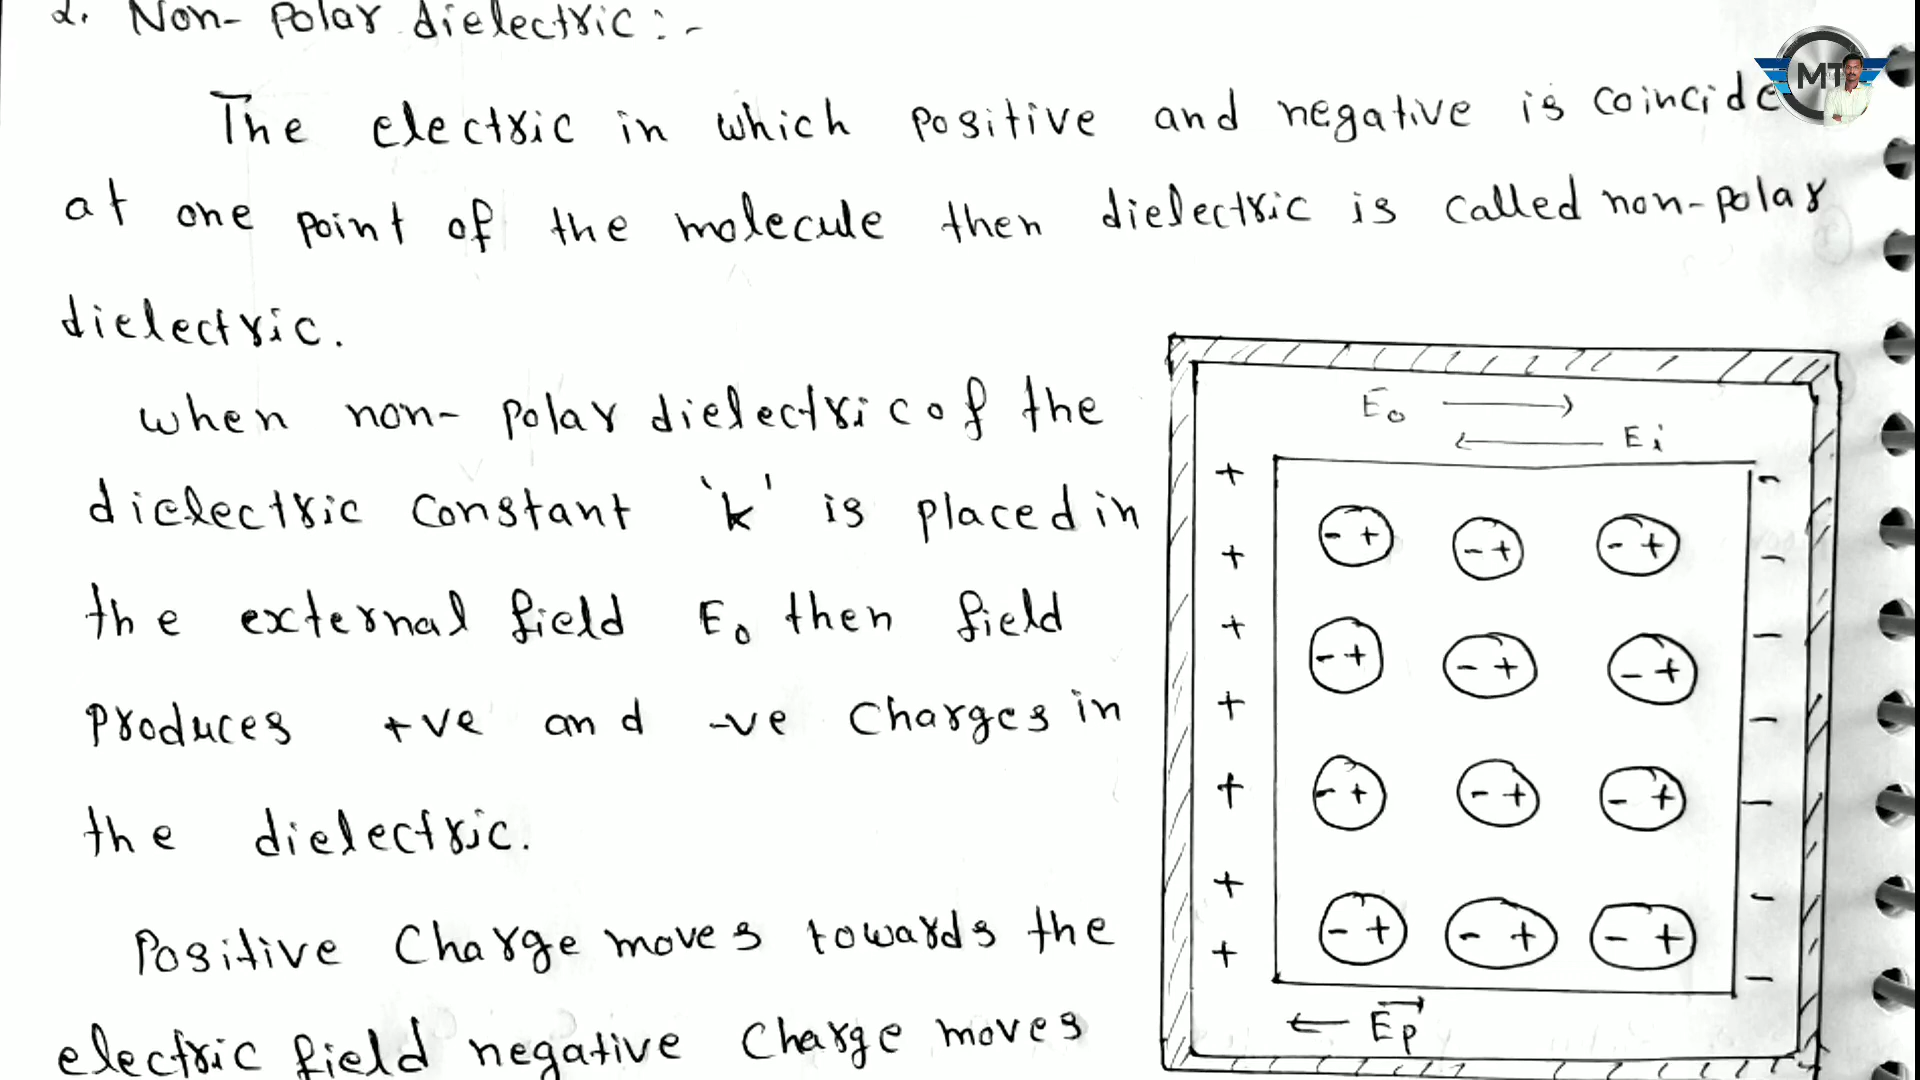 2. Non-Polar dielectric:-
The electric in which positive and negative is coincide
at one point of the molecule then dielectric is called non-polar
dielectric.
when non-polar dielectric of the
dielectric constant 'k' is placed in
the external field E₀ then field
produces +ve and -ve charges in
the dielectric.
Positive Charge moves towards the
electric field negative Charge moves
MT
E₀ →
← Ei
+ -
- + - + - +
+ -
+ -
- + - + - +
+ -
+ -
- + - + - +
+ -
- + - + - +
+ -
← Ep